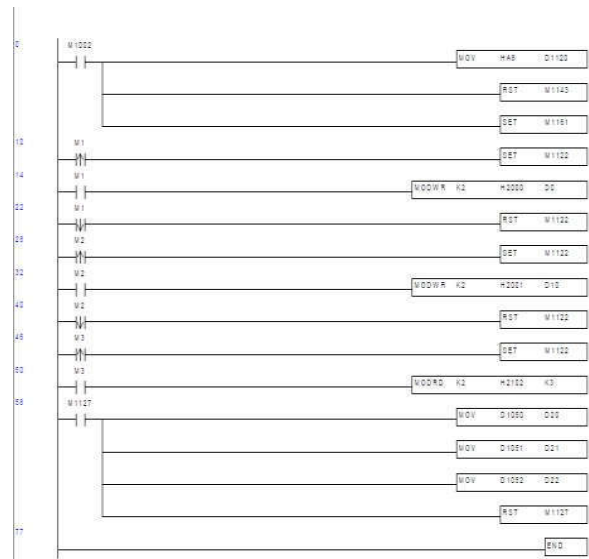 0 M1002
MOV HA9 D1120
RST M1143
SET M1161
10 M1
SET M1122
14 M1
MODWR K2 H2000 D0
22 M1
RST M1122
M2
SET M1122
32 M2
MODWR K2 H2001 D10
40 M2
RST M1122
45 M3
SET M1122
50 M3
MODRD K2 H2102 K3
58 M1127
MOV D1050 D20
MOV D1051 D21
MOV D1052 D22
RST M1127
77
END